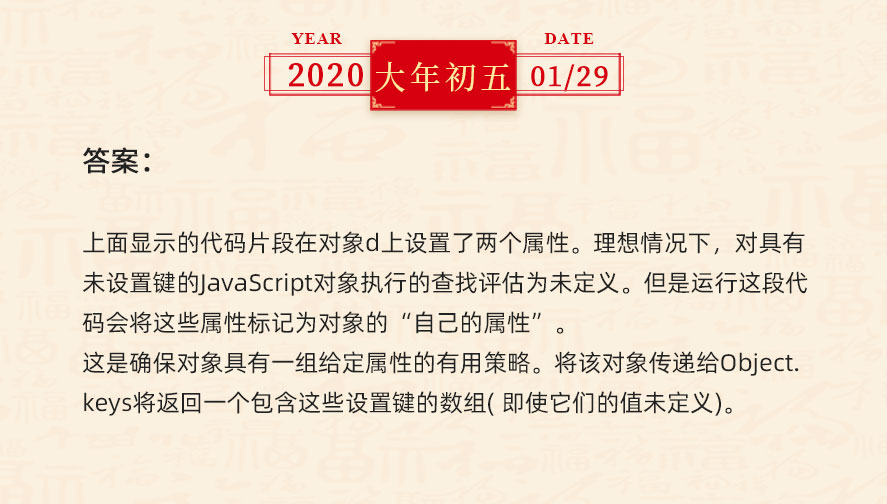 YEAR
DATE
2020
大年初五
01/29
答案：
上面显示的代码片段在对象d上设置了两个属性。理想情况下，对具有
未设置键的JavaScript对象执行的查找评估为未定义。但是运行这段代
码会将这些属性标记为对象的“自己的属性”。
这是确保对象具有一组给定属性的有用策略。将该对象传递给Object.
keys将返回一个包含这些设置键的数组( 即使它们的值未定义)。